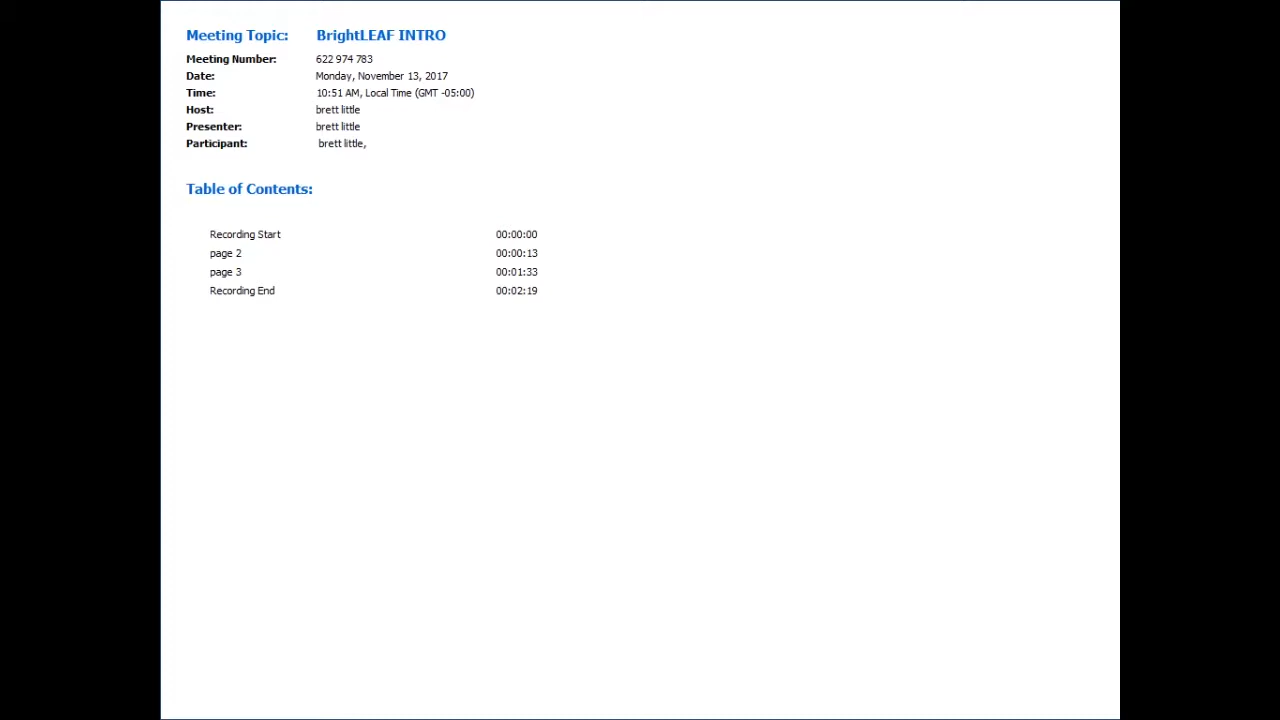 Meeting Topic: BrightLEAF INTRO
Meeting Number: 622 974 783
Date: Monday, November 13, 2017
Time: 10:51 AM, Local Time (GMT -05:00)
Host: brett little
Presenter: brett little
Participant: brett little,
Table of Contents:
Recording Start 00:00:00
page 2 00:00:13
page 3 00:01:33
Recording End 00:02:19